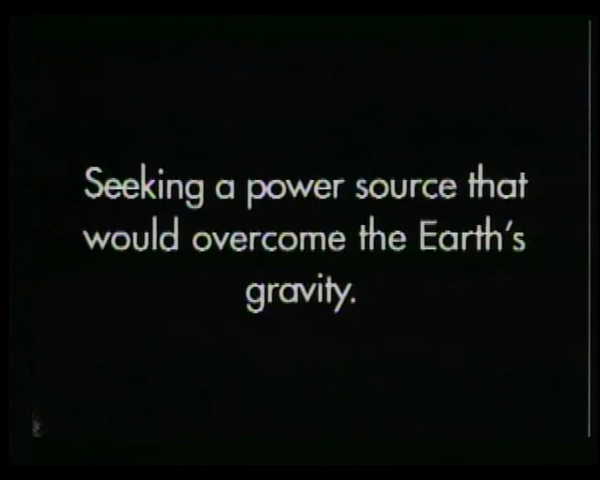 Seeking a power source that
would overcome the Earth's
gravity.